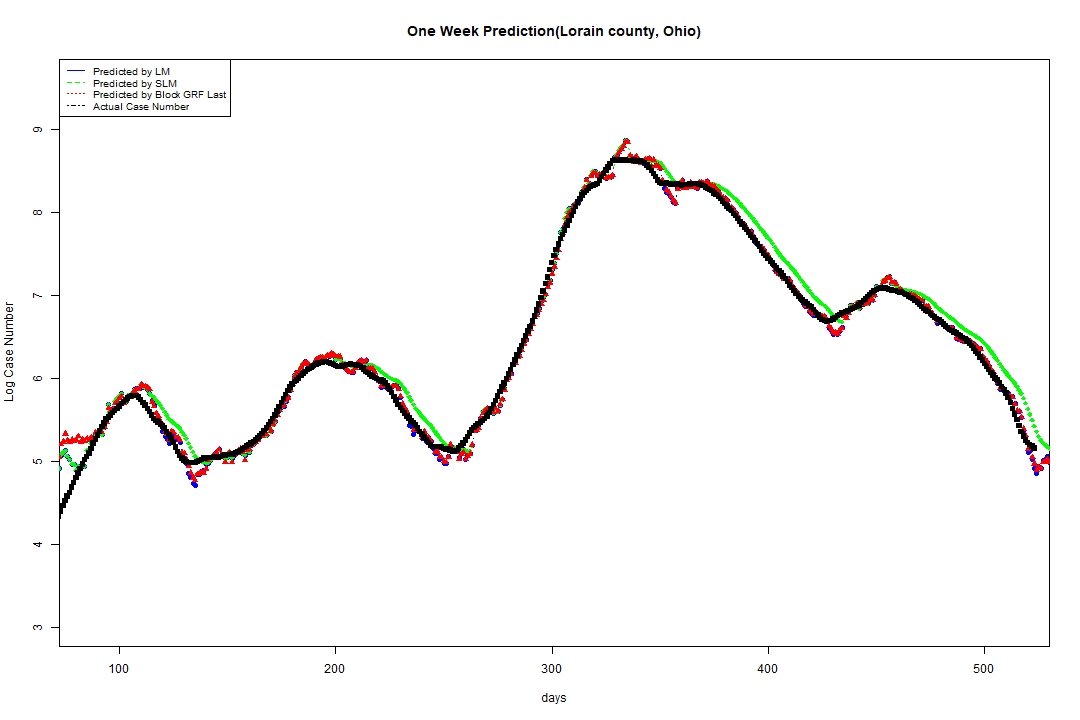 One Week Prediction(Lorain county, Ohio)
Predicted by LM
Predicted by SLM
Predicted by Block GRF Last
Actual Case Number
9
8
7
6
5
4
3
Log Case Number
100 200 300 400 500
days